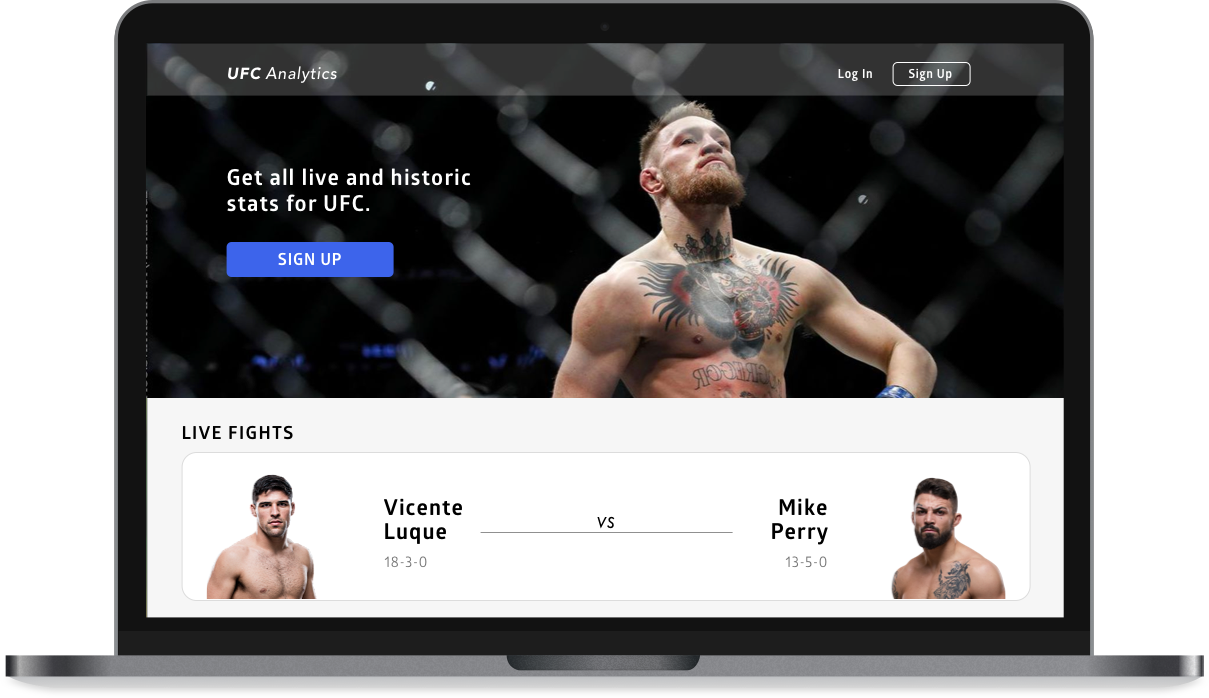 UFC Analytics
Log In
Sign Up
Get all live and historic
stats for UFC.
SIGN UP
LIVE FIGHTS
Vicente
Luque
18-3-0
VS
Mike
Perry
13-5-0